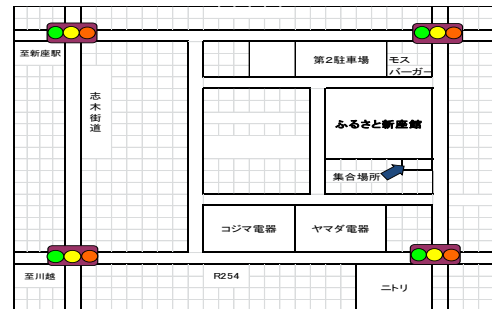 至新座駅
第2駐車場
モス
バーガー
志木街道
ふるさと新座館
集合場所
コジマ電器
ヤマダ電器
至川越
R254
ニトリ